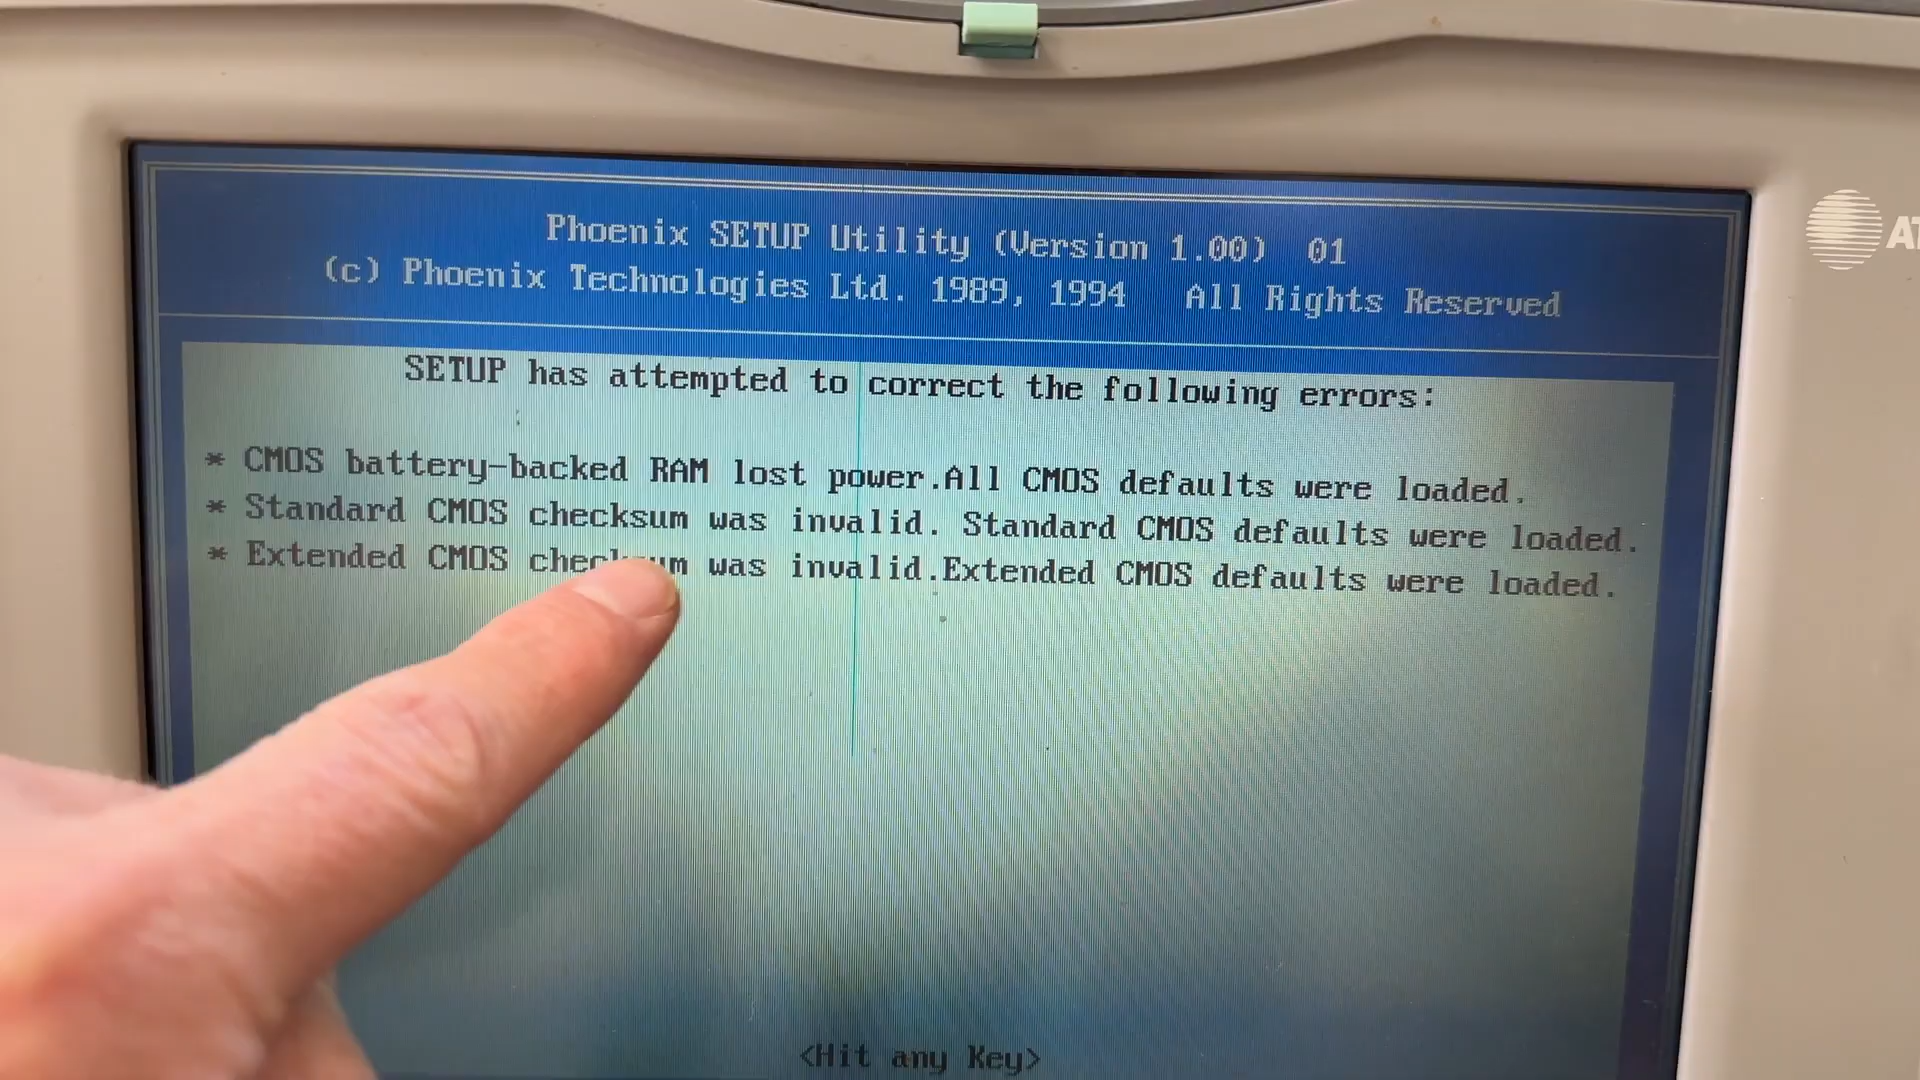 Phoenix SETUP Utility (Version 1.00) 01
(c) Phoenix Technologies Ltd. 1989, 1994 All Rights Reserved
AT
SETUP has attempted to correct the following errors:
* CMOS battery-backed RAM lost power.All CMOS defaults were loaded.
* Standard CMOS checksum was invalid. Standard CMOS defaults were loaded.
* Extended CMOS checksum was invalid.Extended CMOS defaults were loaded.
<Hit any Key>